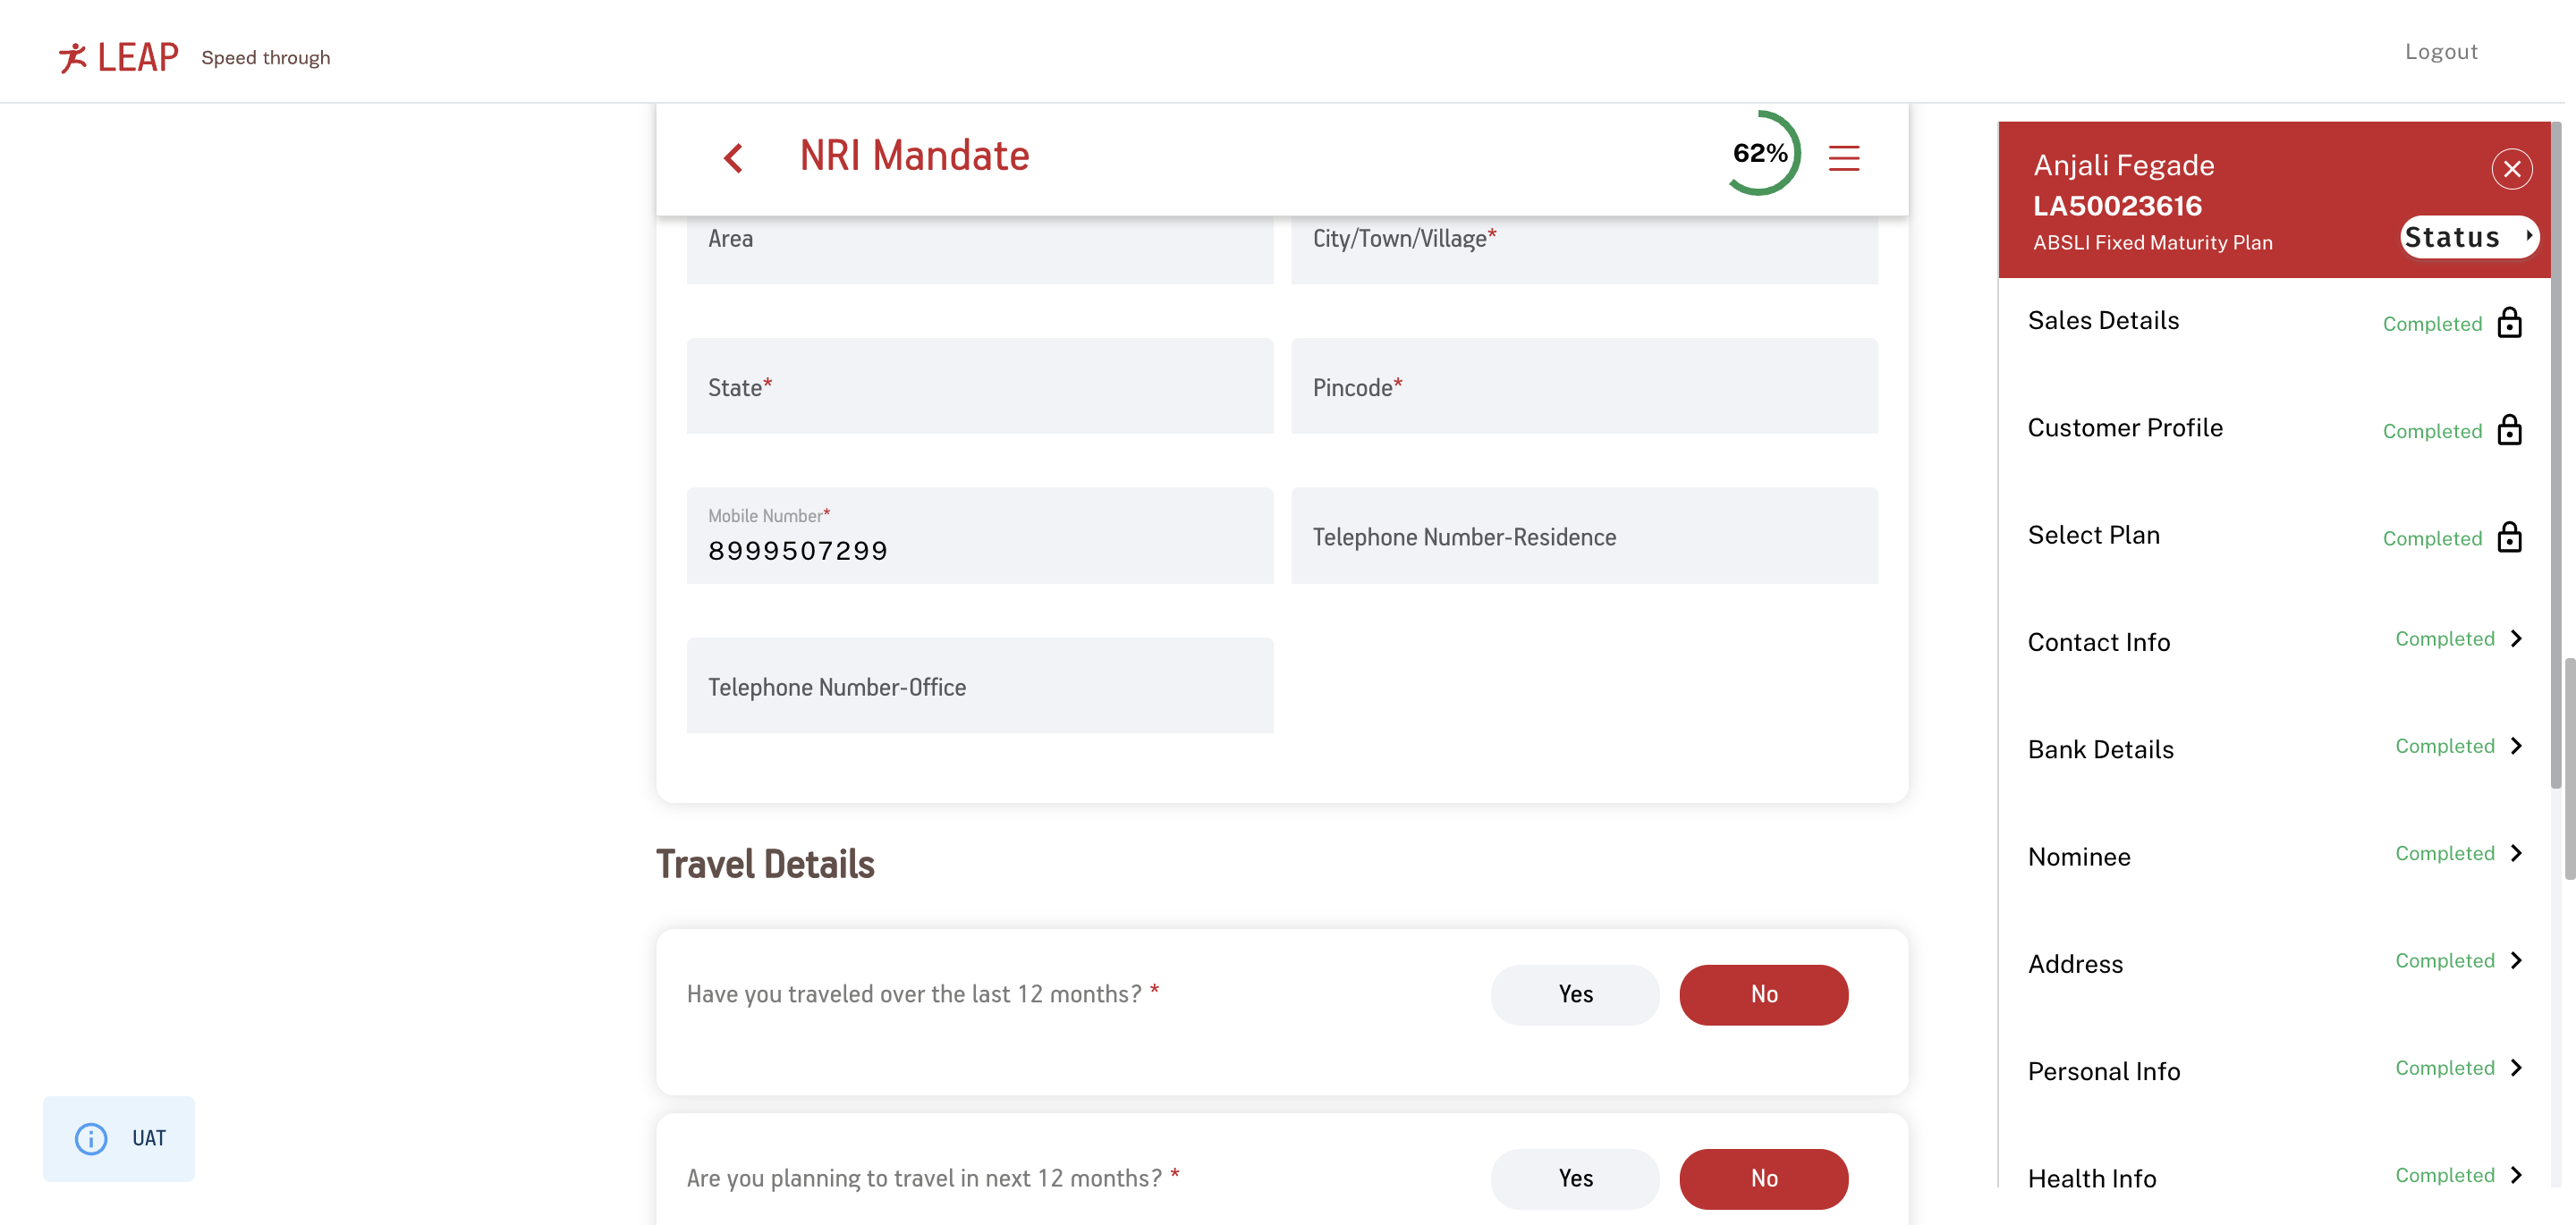 LEAP Speed through
Logout
NRI Mandate
62%
Area
City/Town/Village*
State*
Pincode*
Mobile Number*
8999507299
Telephone Number-Residence
Telephone Number-Office
Travel Details
Have you traveled over the last 12 months? *
Yes
No
Are you planning to travel in next 12 months? *
Yes
No
UAT
Anjali Fegade
LA50023616
ABSLI Fixed Maturity Plan
Status
Sales Details Completed
Customer Profile Completed
Select Plan Completed
Contact Info Completed
Bank Details Completed
Nominee Completed
Address Completed
Personal Info Completed
Health Info Completed